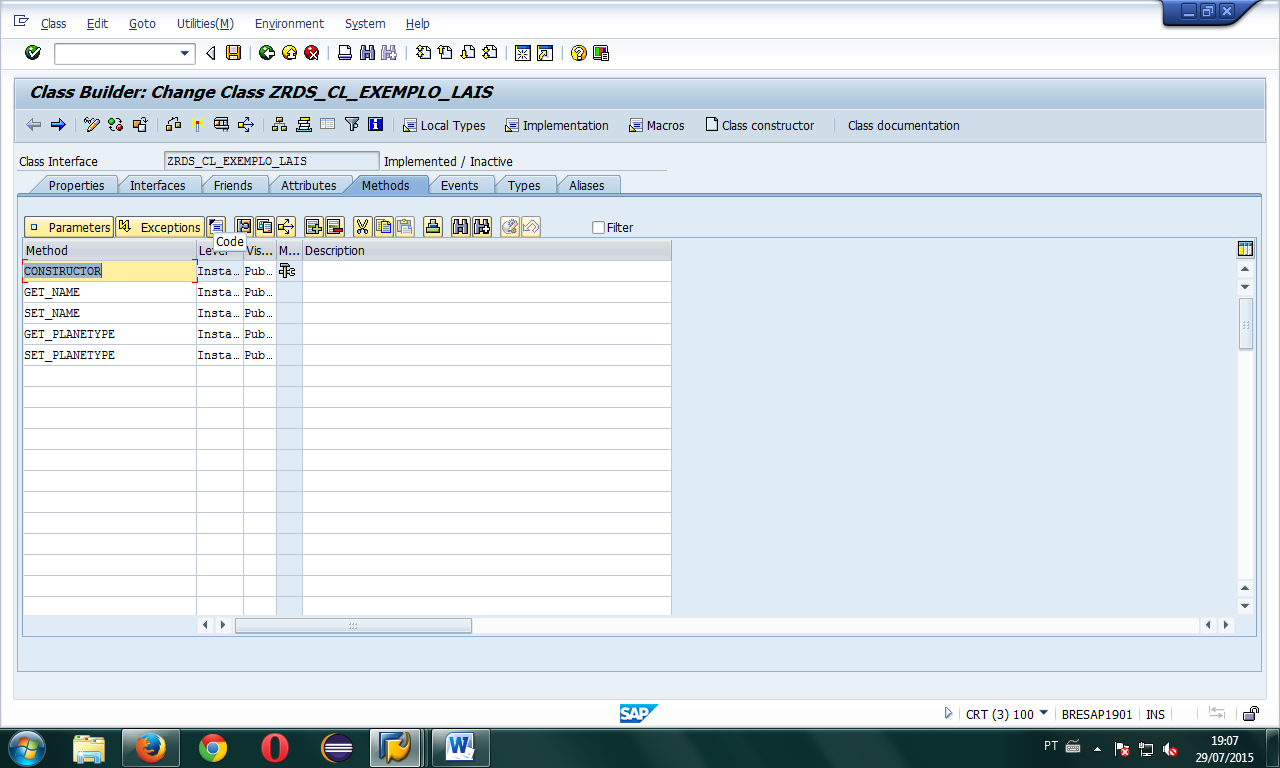 Class Edit Goto Utilities(M) Environment System Help
Class Builder: Change Class ZRDS_CL_EXEMPLO_LAIS
Local Types Implementation Macros Class constructor Class documentation
Class Interface ZRDS_CL_EXEMPLO_LAIS Implemented / Inactive
Properties Interfaces Friends Attributes Methods Events Types Aliases
Parameters Exceptions Filter
Code
Method Level Vis... M... Description
CONSTRUCTOR Insta... Pub...
GET_NAME Insta... Pub...
SET_NAME Insta... Pub...
GET_PLANETYPE Insta... Pub...
SET_PLANETYPE Insta... Pub...
SAP CRT (3) 100 BRESAP1901 INS
PT 19:07
29/07/2015